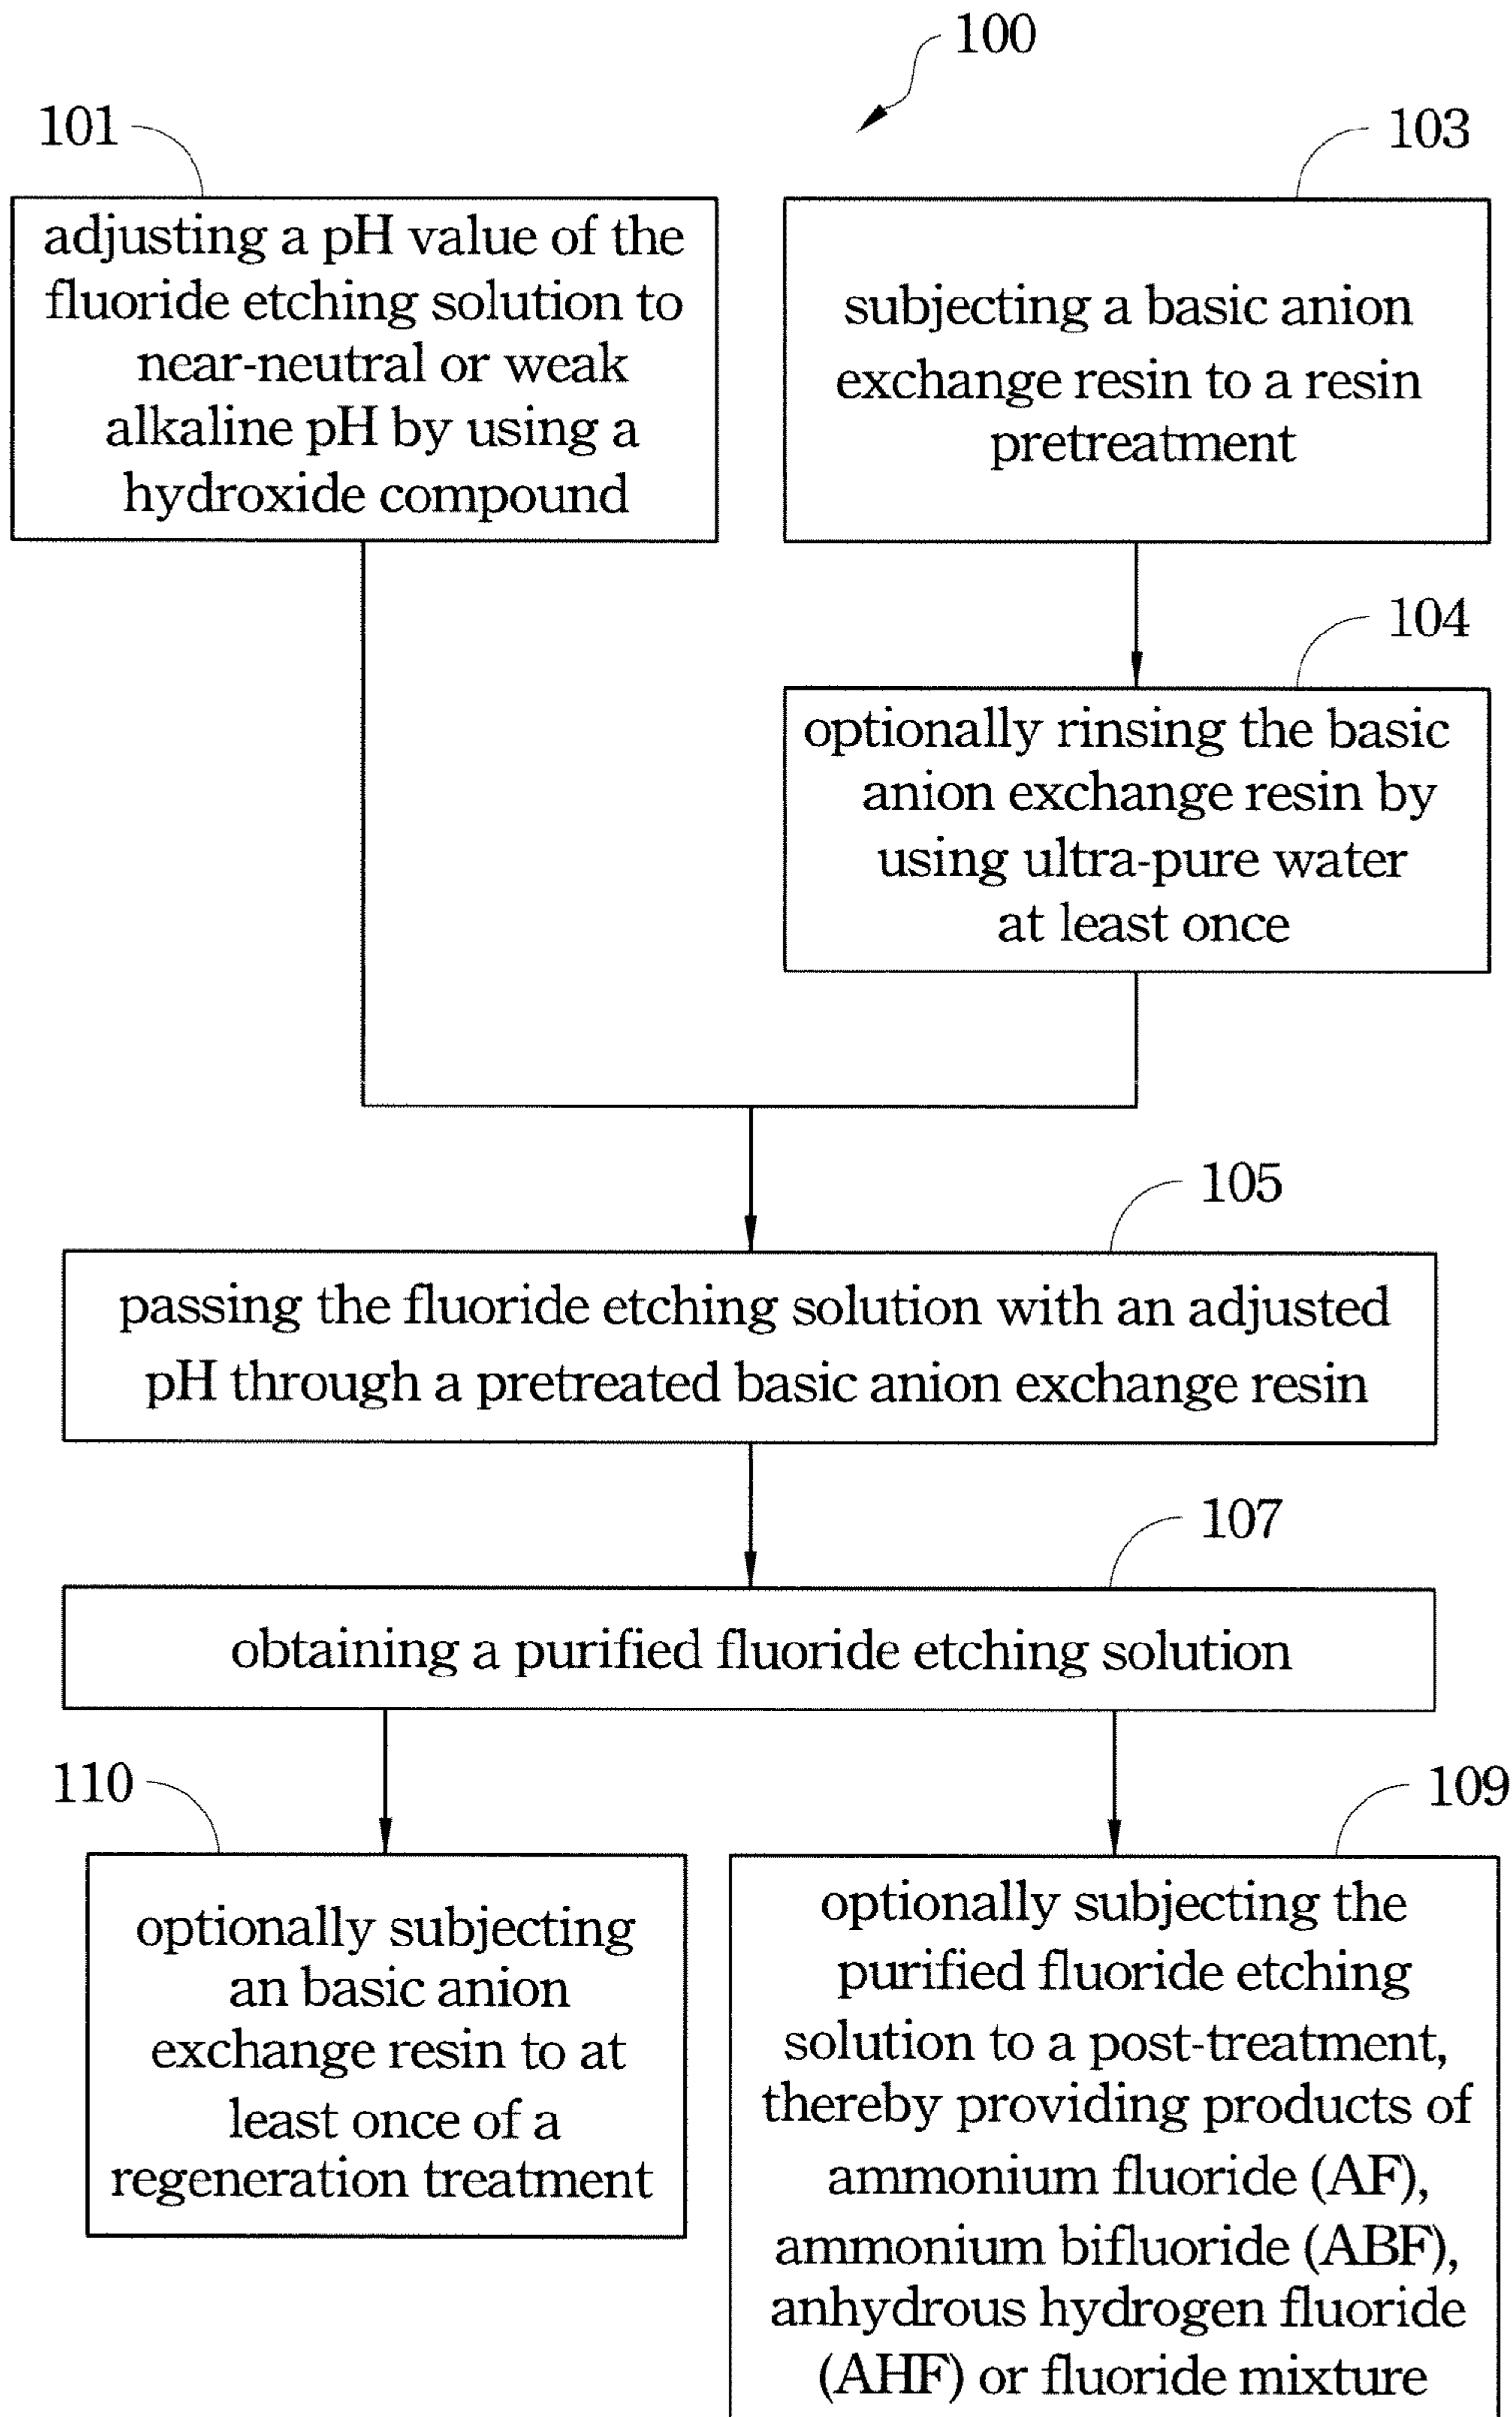 100
101
adjusting a pH value of the
fluoride etching solution to
near-neutral or weak
alkaline pH by using a
hydroxide compound
103
subjecting a basic anion
exchange resin to a resin
pretreatment
104
optionally rinsing the basic
anion exchange resin by
using ultra-pure water
at least once
105
passing the fluoride etching solution with an adjusted
pH through a pretreated basic anion exchange resin
107
obtaining a purified fluoride etching solution
110
optionally subjecting
an basic anion
exchange resin to at
least once of a
regeneration treatment
109
optionally subjecting the
purified fluoride etching
solution to a post-treatment,
thereby providing products of
ammonium fluoride (AF),
ammonium bifluoride (ABF),
anhydrous hydrogen fluoride
(AHF) or fluoride mixture